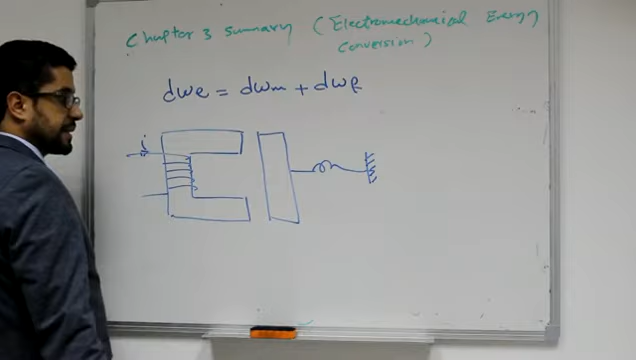 Chapter 3 summary (Electromechanical Energy
conversion)
dWe = dWm + dWf
i